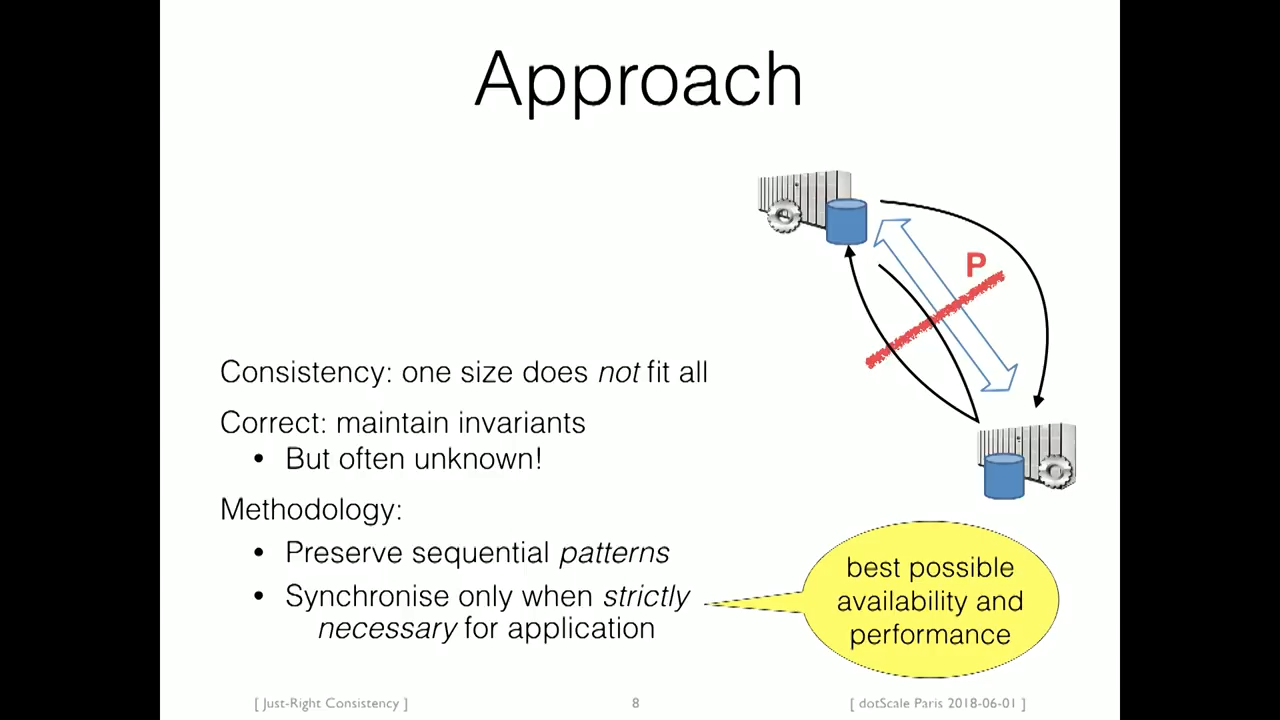 Approach
P
Consistency: one size does not fit all
Correct: maintain invariants
• But often unknown!
Methodology:
• Preserve sequential patterns
• Synchronise only when strictly
necessary for application
best possible
availability and
performance
[ Just-Right Consistency ]
8
[ dotScale Paris 2018-06-01 ]